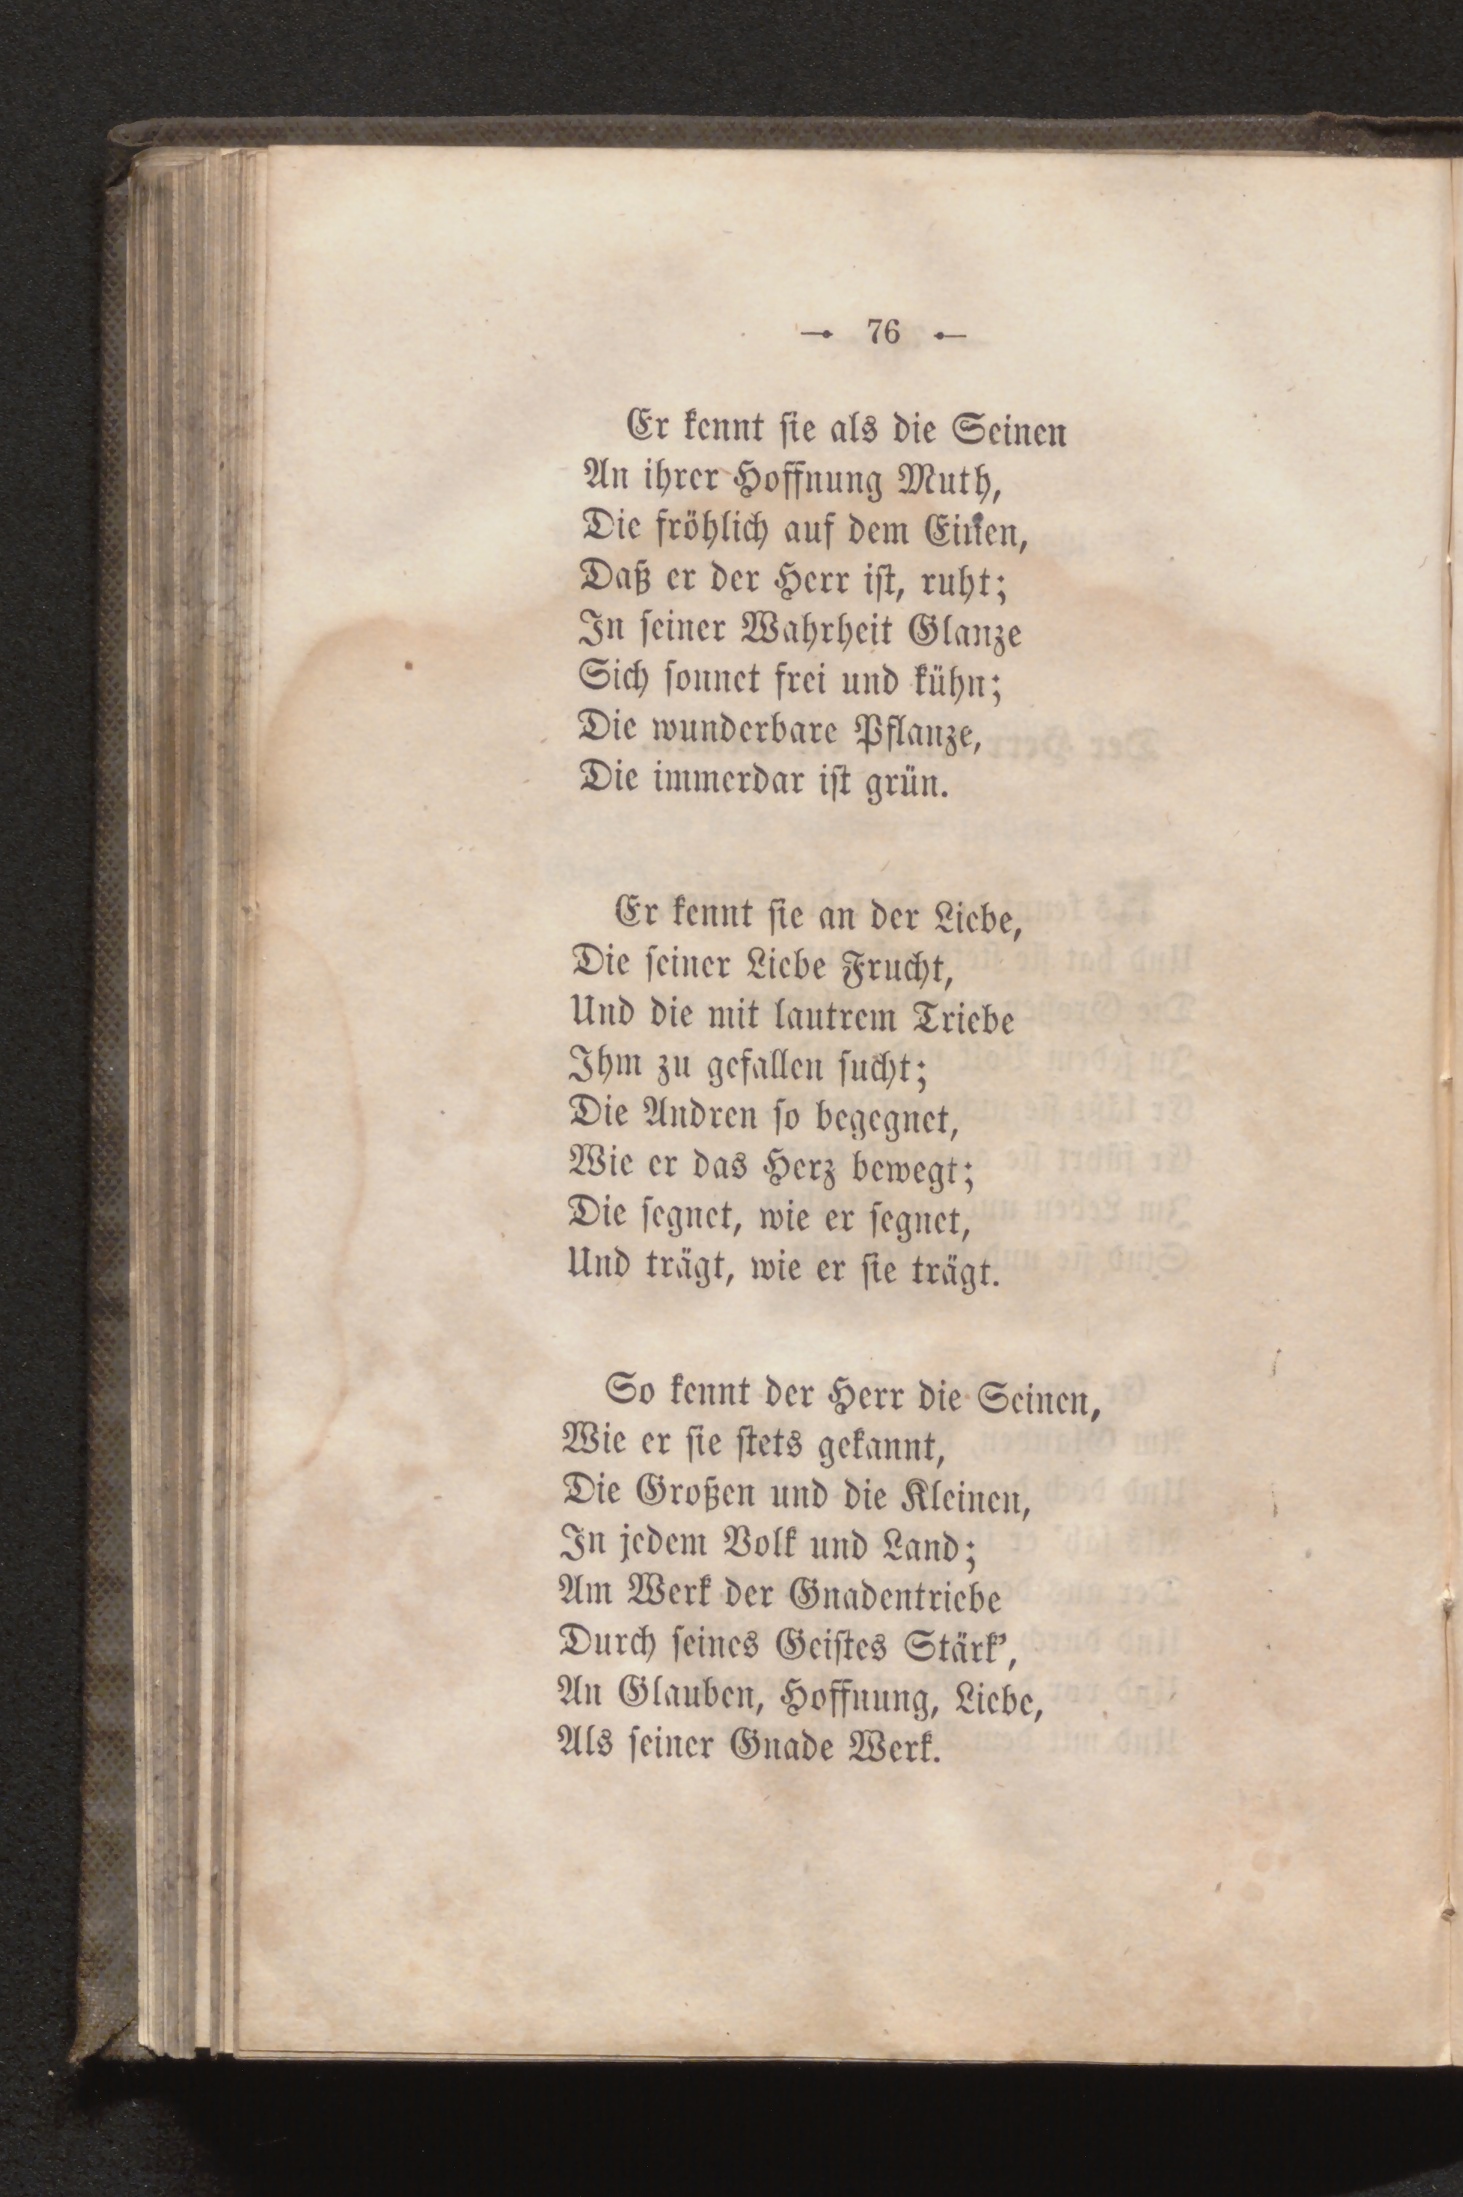 76
Er kennt sie als die Seinen
An ihrer Hoffnung Muth,
Die fröhlich auf dem Einen,
Daß er der Herr ist, ruht;
In seiner Wahrheit Glanze
Sich sonnet frei und kühn;
Die wunderbare Pflanze,
Die immerdar ist grün.
Er kennt sie an der Liebe,
Die seiner Liebe Frucht,
Und die mit lautrem Triebe
Ihm zu gefallen sucht;
Die Andren so begegnet,
Wie er das Herz bewegt;
Die segnet, wie er segnet,
Und trägt, wie er sie trägt.
So kennt der Herr die Seinen,
Wie er sie stets gekannt,
Die Großen und die Kleinen,
In jedem Volk und Land;
Am Werk der Gnadentriebe
Durch seines Geistes Stärk’,
An Glauben, Hoffnung, Liebe,
Als seiner Gnade Werk.